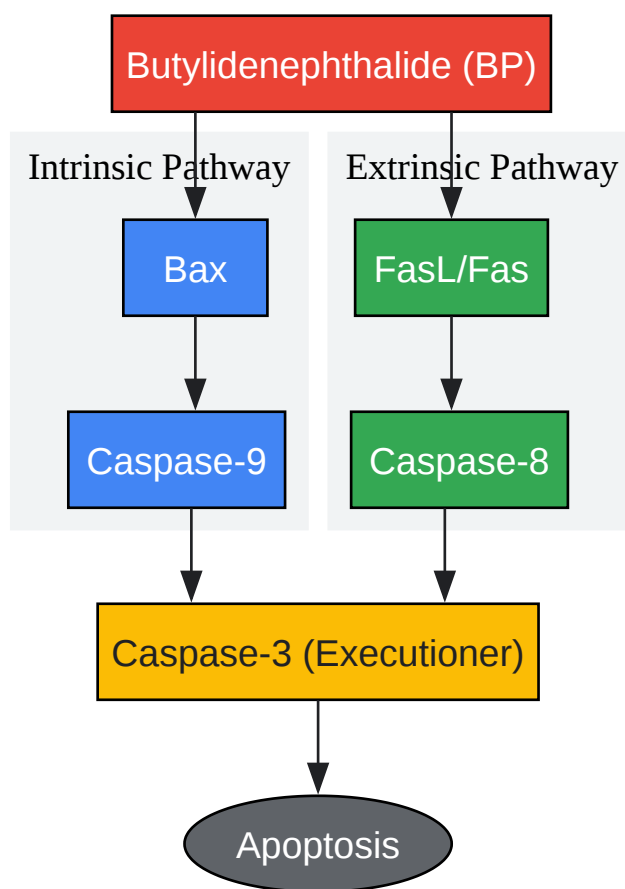 Butylidenephthalide (BP)
Intrinsic Pathway
Extrinsic Pathway
Bax
FasL/Fas
Caspase-9
Caspase-8
Caspase-3 (Executioner)
Apoptosis